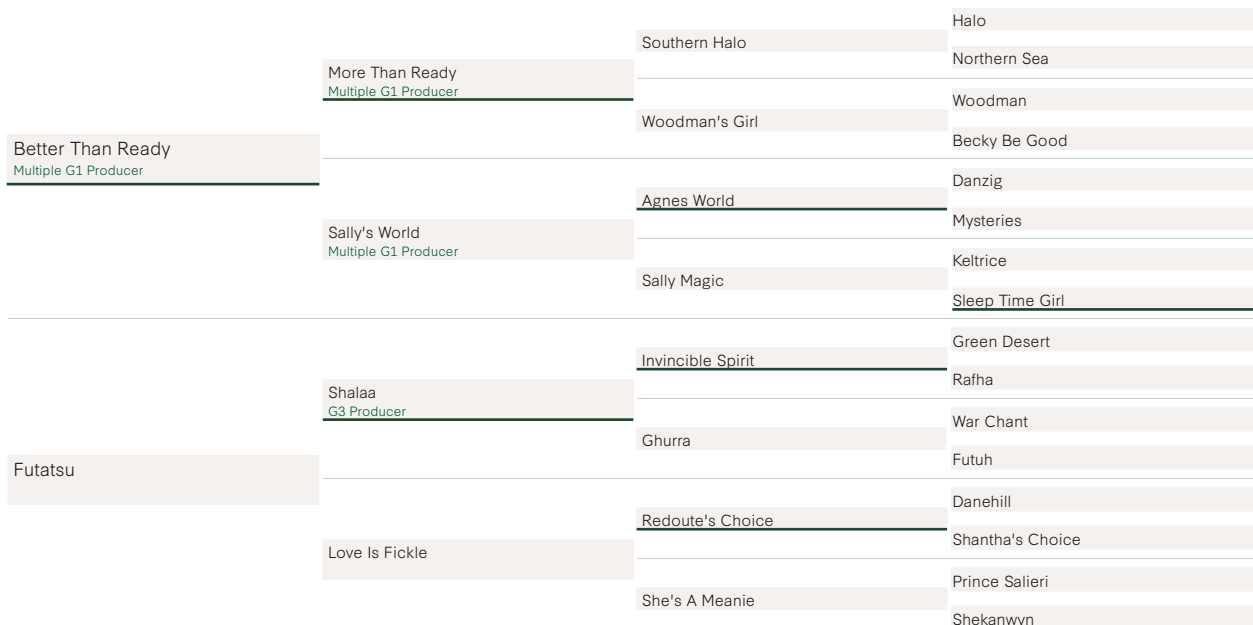 Better Than Ready
Multiple G1 Producer
Futatsu
More Than Ready
Multiple G1 Producer
Sally's World
Multiple G1 Producer
Shalaa
G3 Producer
Love Is Fickle
Southern Halo
Woodman's Girl
Agnes World
Sally Magic
Invincible Spirit
Ghurra
Redoute's Choice
She's A Meanie
Halo
Northern Sea
Woodman
Becky Be Good
Danzig
Mysteries
Keltrice
Sleep Time Girl
Green Desert
Rafha
War Chant
Futuh
Danehill
Shantha's Choice
Prince Salieri
Shekanwyn